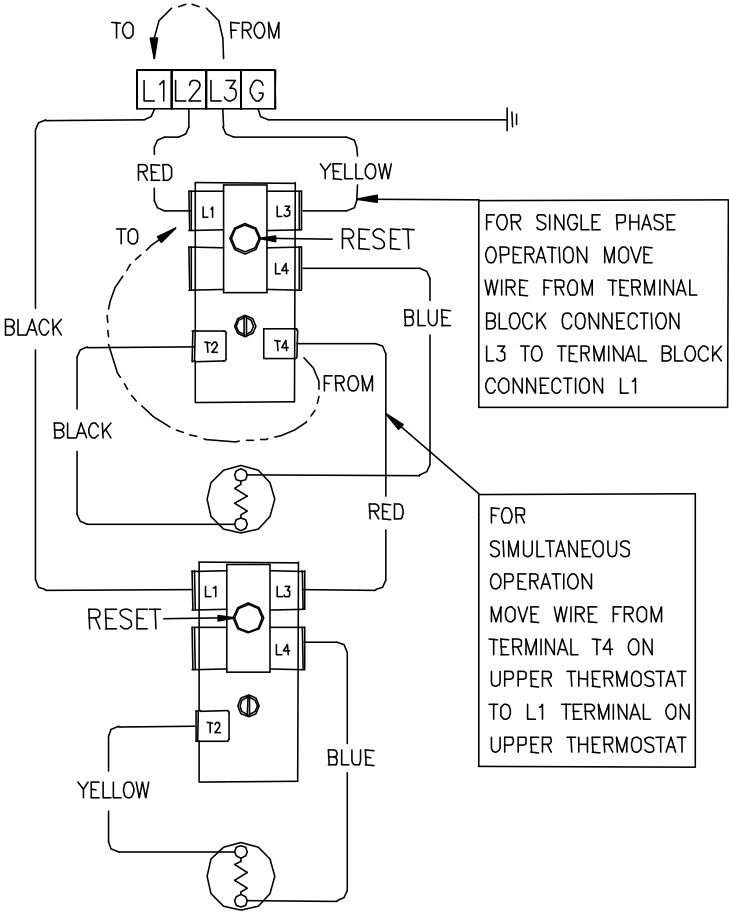 TO FROM
L1 L2 L3 G
RED YELLOW
L1 L3
TO RESET
L4
FOR SINGLE PHASE
OPERATION MOVE
WIRE FROM TERMINAL
BLOCK CONNECTION
L3 TO TERMINAL BLOCK
CONNECTION L1
BLACK BLUE
T2 T4
FROM
BLACK
RED
FOR
SIMULTANEOUS
OPERATION
MOVE WIRE FROM
TERMINAL T4 ON
UPPER THERMOSTAT
TO L1 TERMINAL ON
UPPER THERMOSTAT
L1 L3
RESET
L4
T2
BLUE
YELLOW